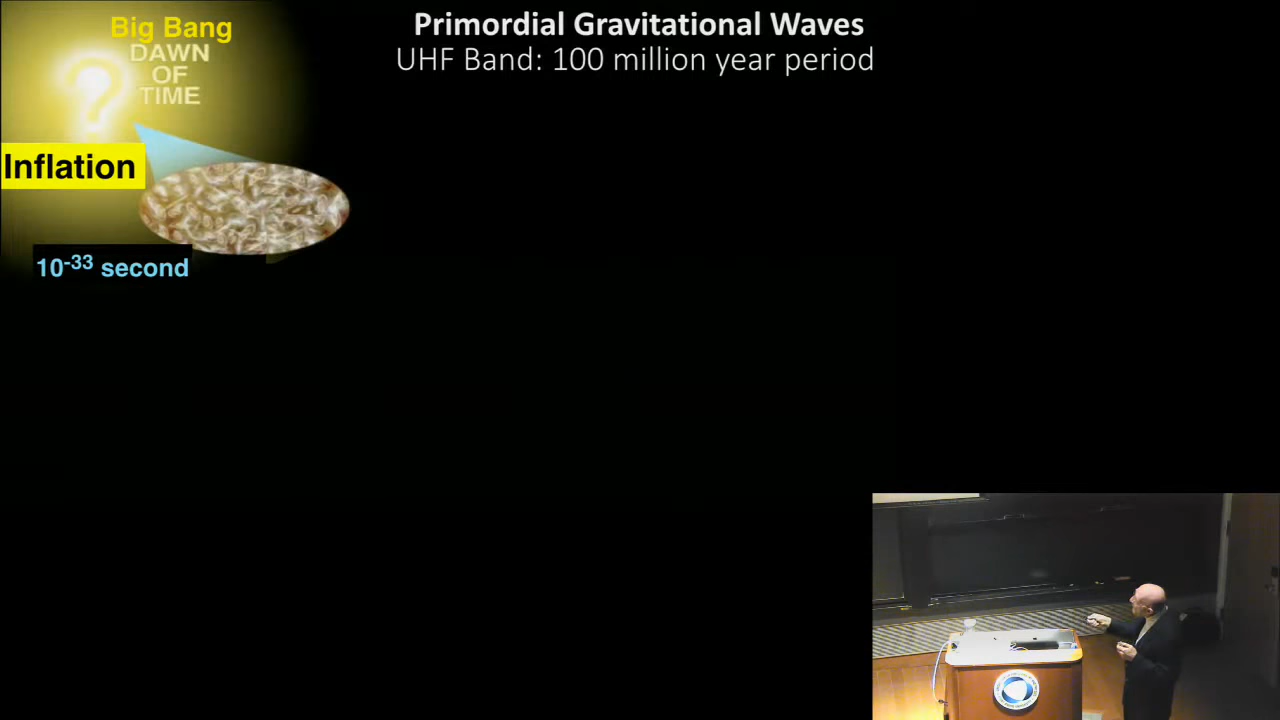 Primordial Gravitational Waves
UHF Band: 100 million year period
Big Bang
DAWN
OF
TIME
?
Inflation
10⁻³³ second